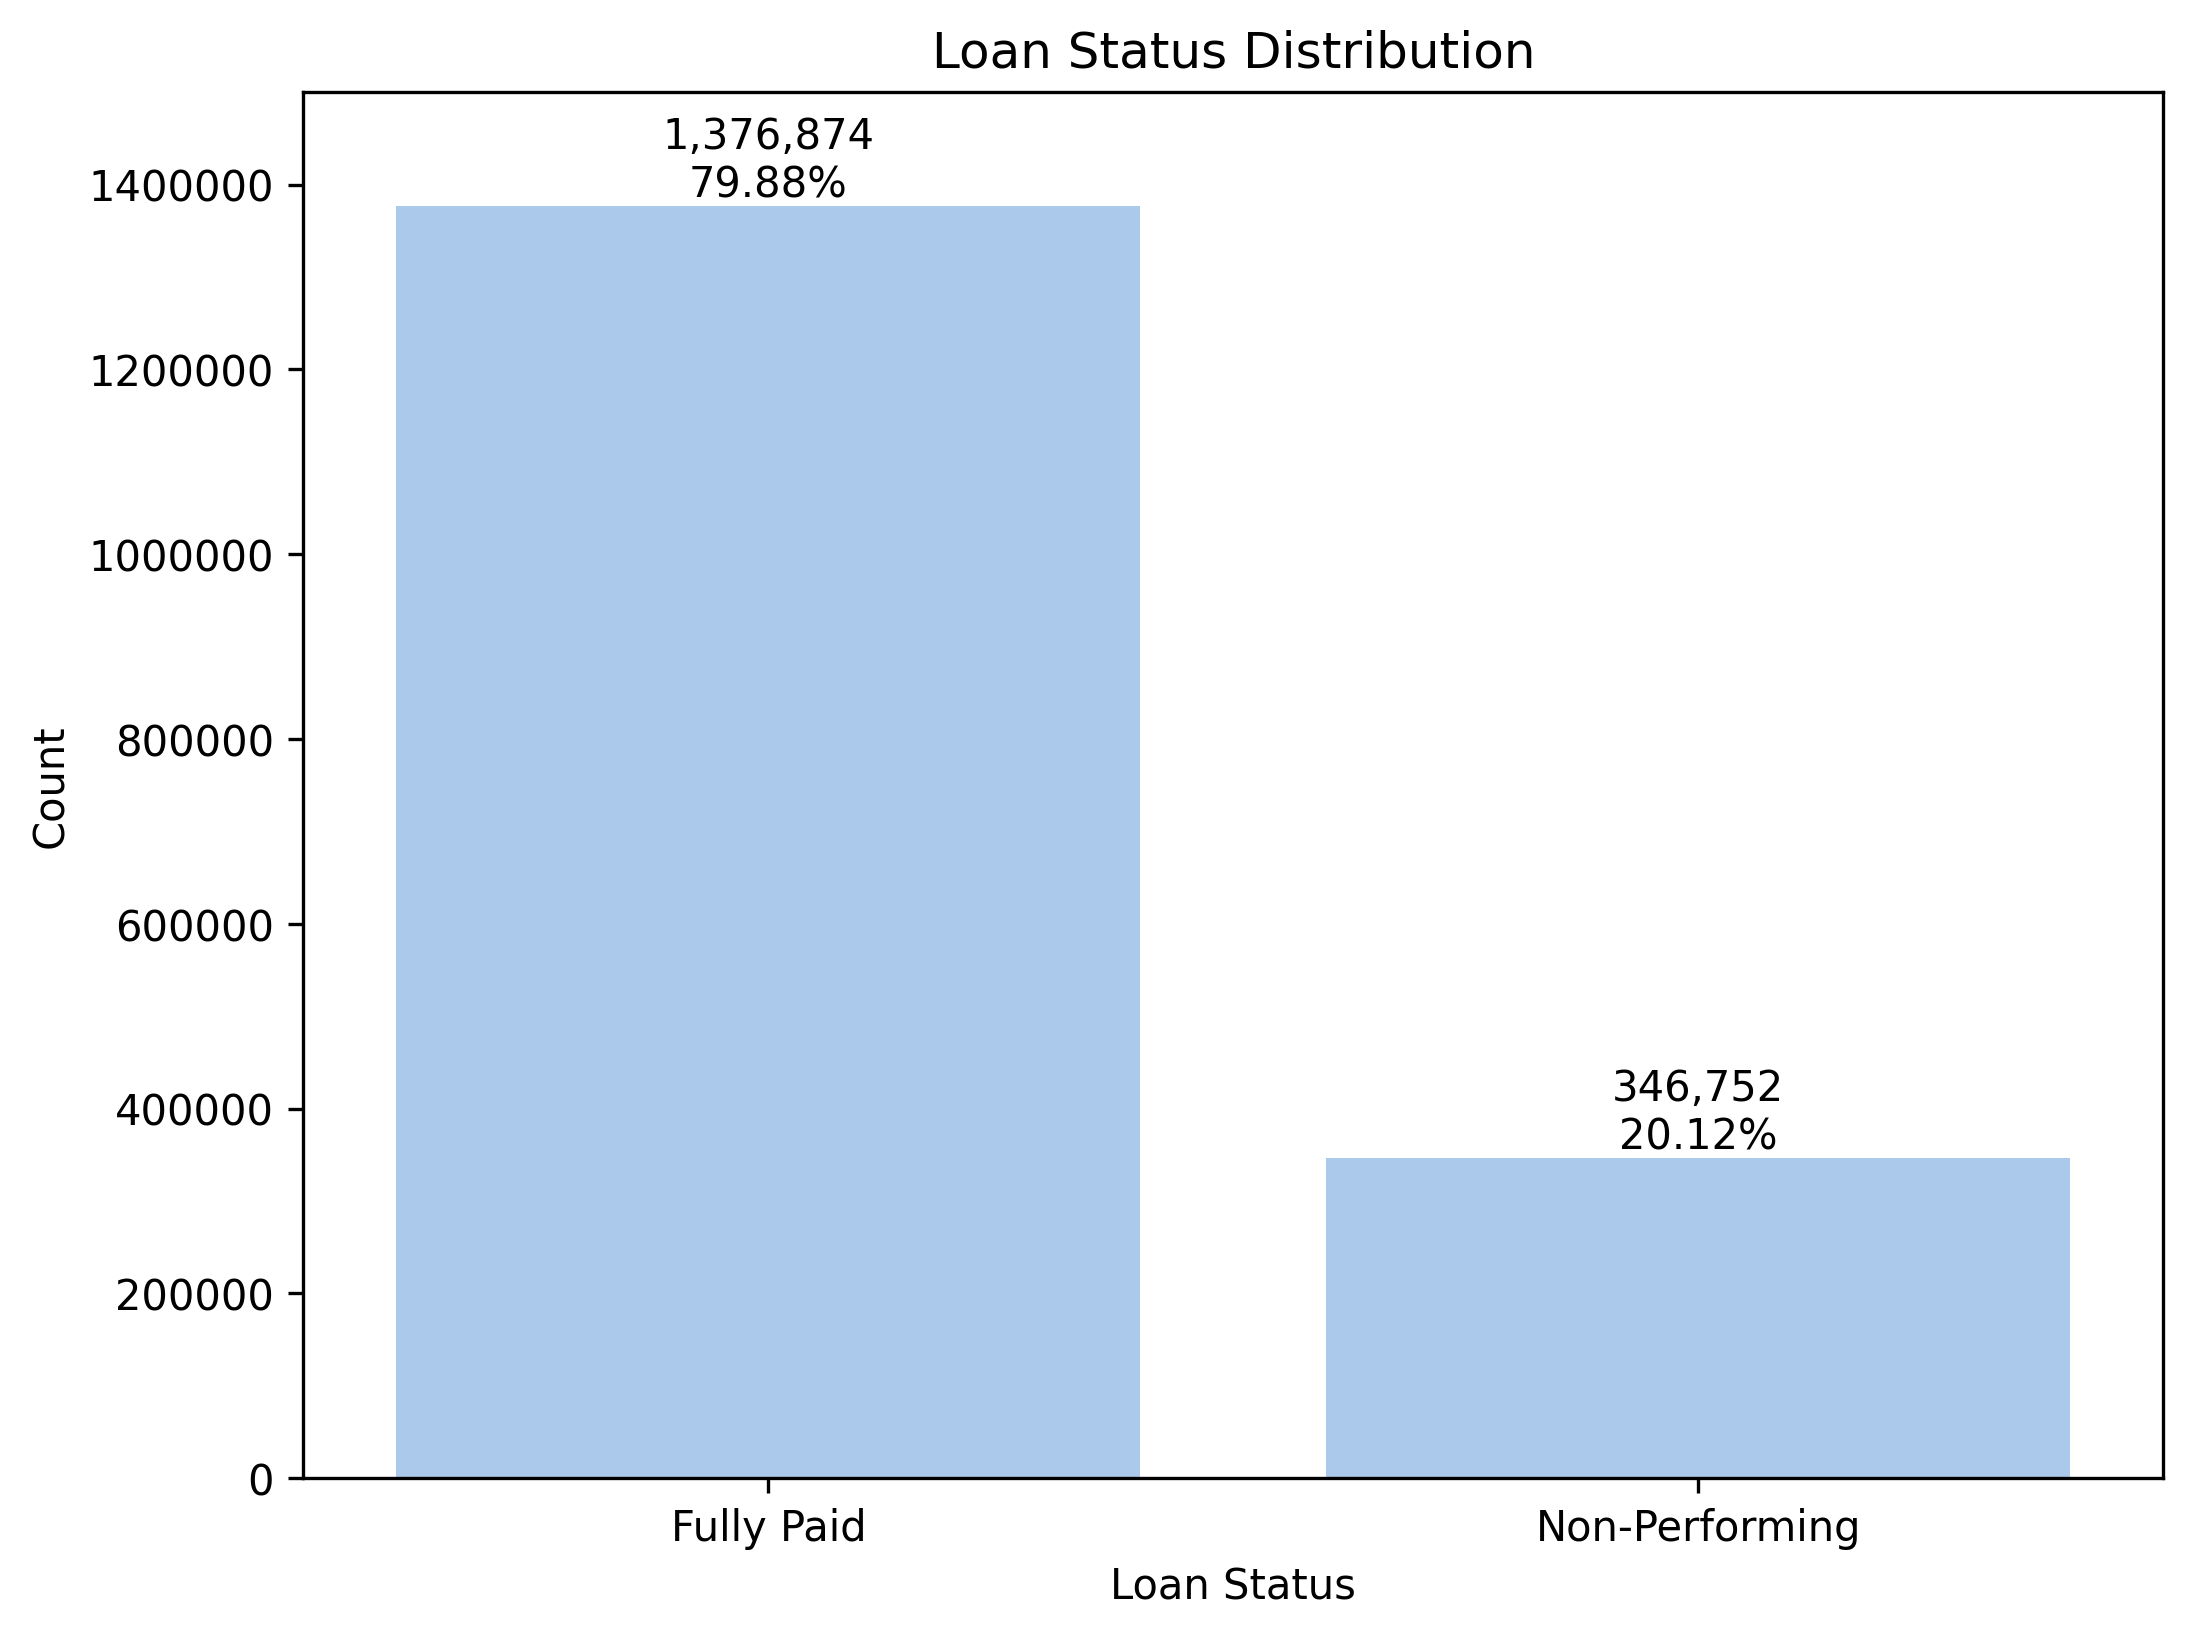 Loan Status Distribution
1,376,874
79.88%
1400000
1200000
1000000
800000
600000
400000
200000
0
Count
346,752
20.12%
Fully Paid
Non-Performing
Loan Status